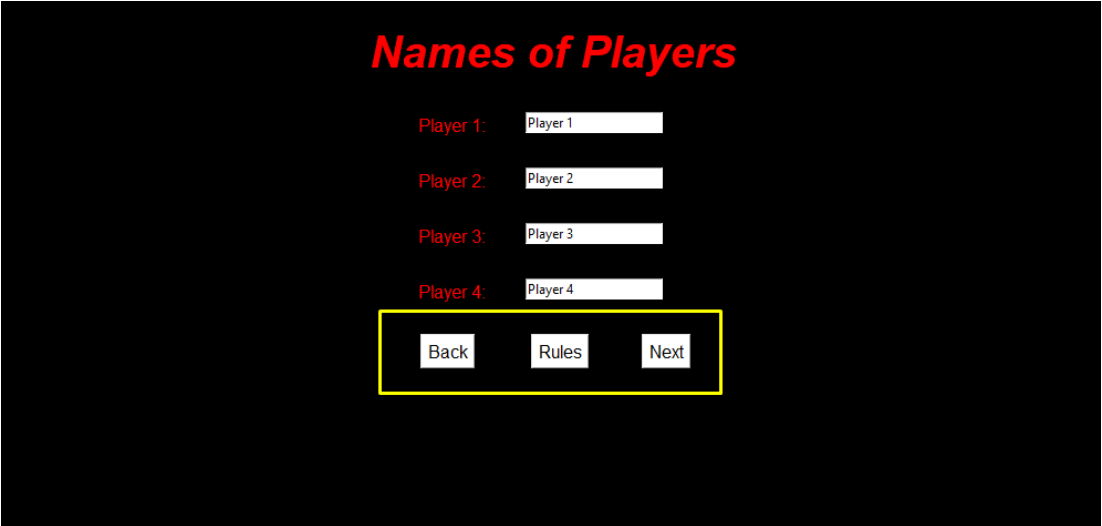 Names of Players
Player 1: Player 1
Player 2: Player 2
Player 3: Player 3
Player 4: Player 4
Back Rules Next